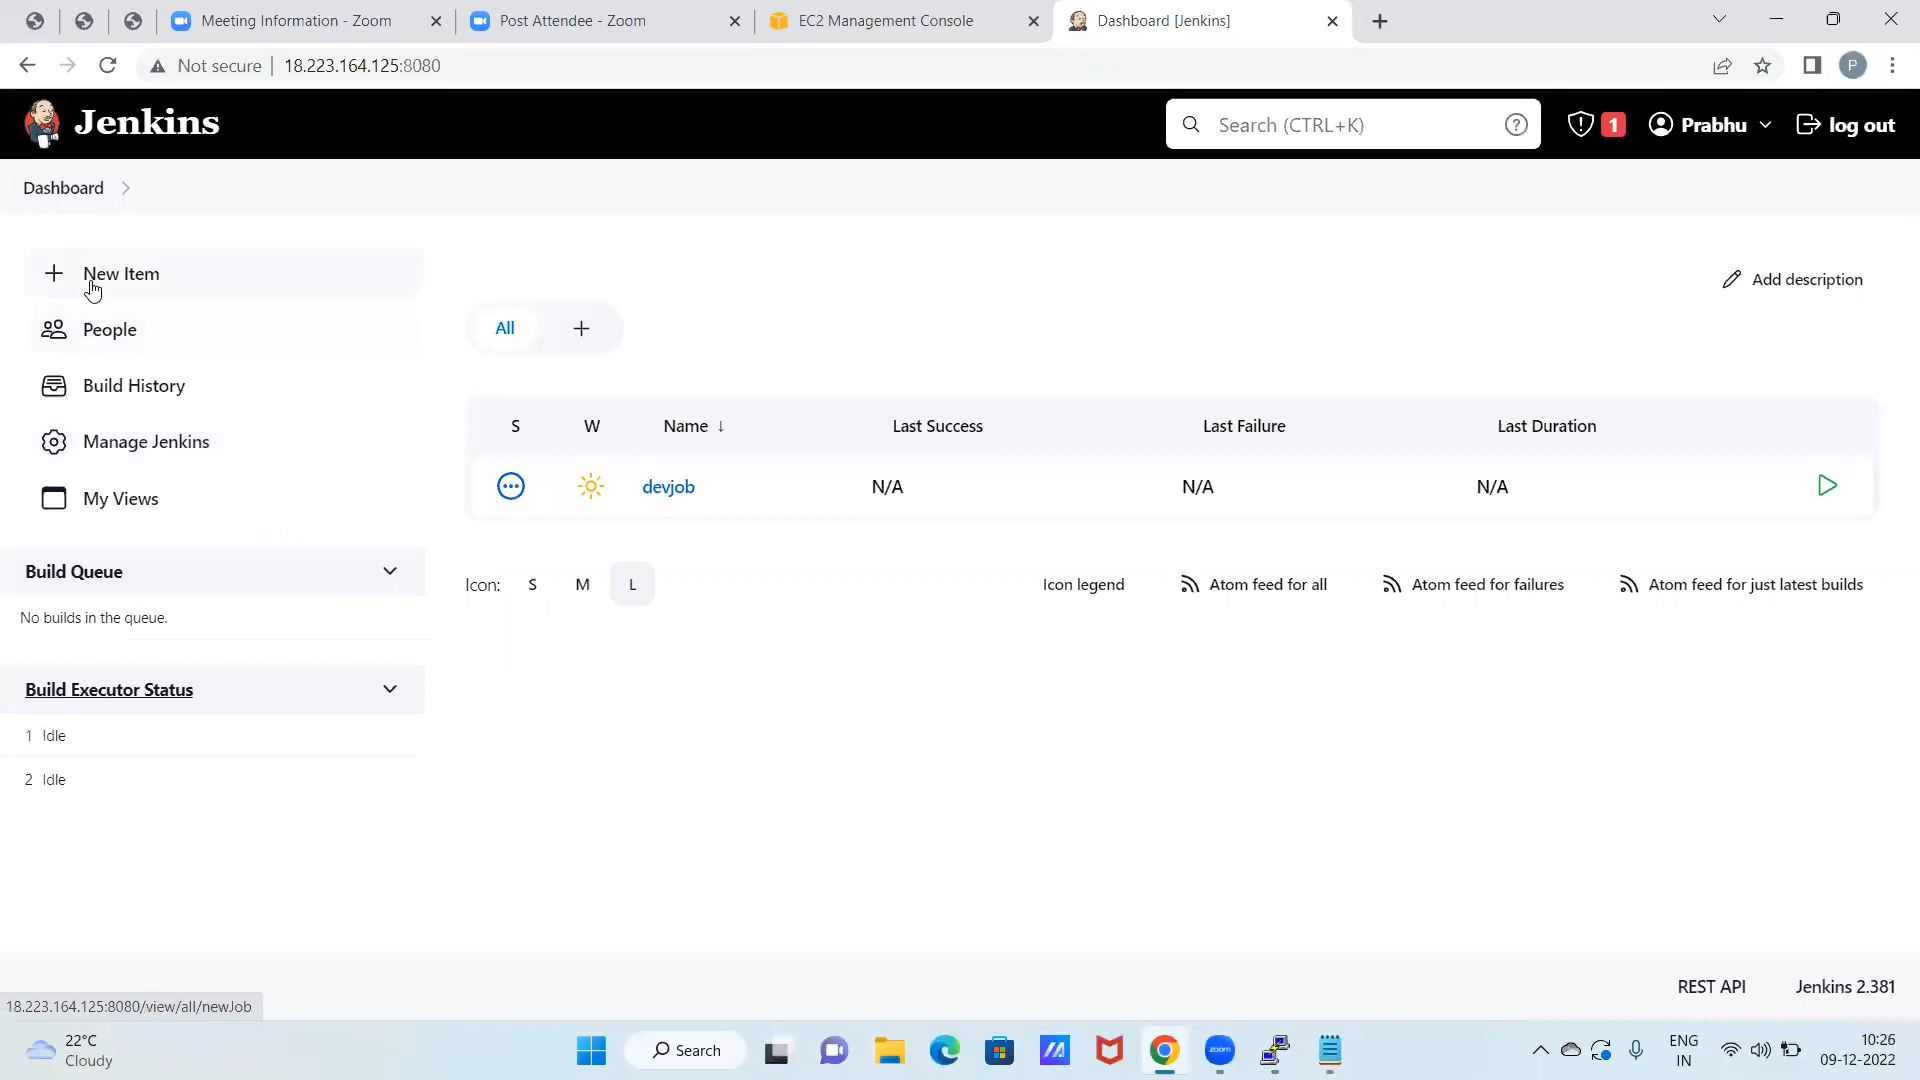 Meeting Information - Zoom
Post Attendee - Zoom
EC2 Management Console
Dashboard [Jenkins]
Not secure
18.223.164.125:8080
P
Jenkins
Search (CTRL+K)
1
Prabhu
log out
Dashboard
New Item
People
Build History
Manage Jenkins
My Views
Add description
All
S W Name ↓ Last Success Last Failure Last Duration
devjob N/A N/A N/A
Icon: S M L
Icon legend
Atom feed for all
Atom feed for failures
Atom feed for just latest builds
Build Queue
No builds in the queue.
Build Executor Status
1 Idle
2 Idle
REST API
Jenkins 2.381
18.223.164.125:8080/view/all/newJob
22°C
Cloudy
Search
zoom
ENG
IN
10:26
09-12-2022